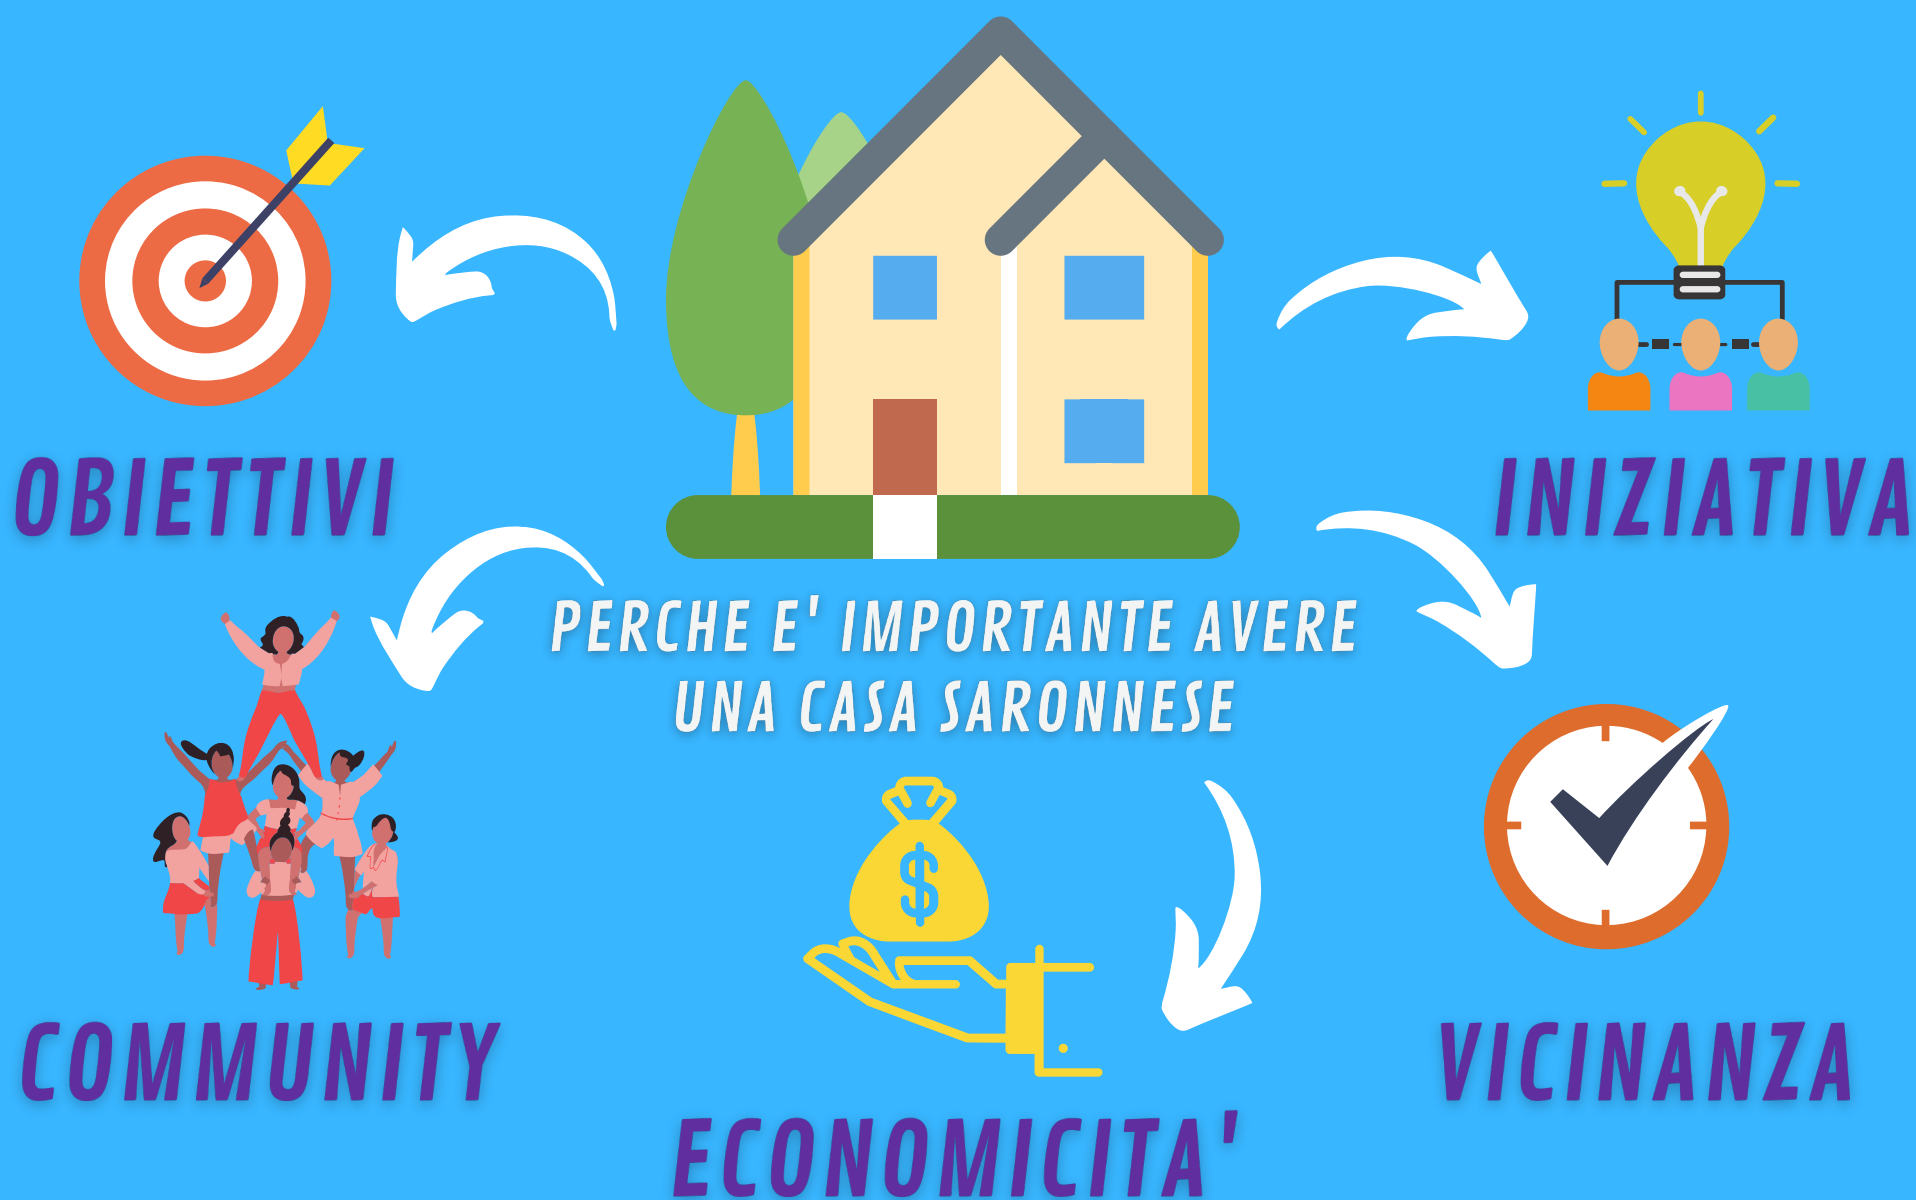 OBIETTIVI
INIZIATIVA
PERCHE E' IMPORTANTE AVERE
UNA CASA SARONNESE
$
COMMUNITY
VICINANZA
ECONOMICITA'